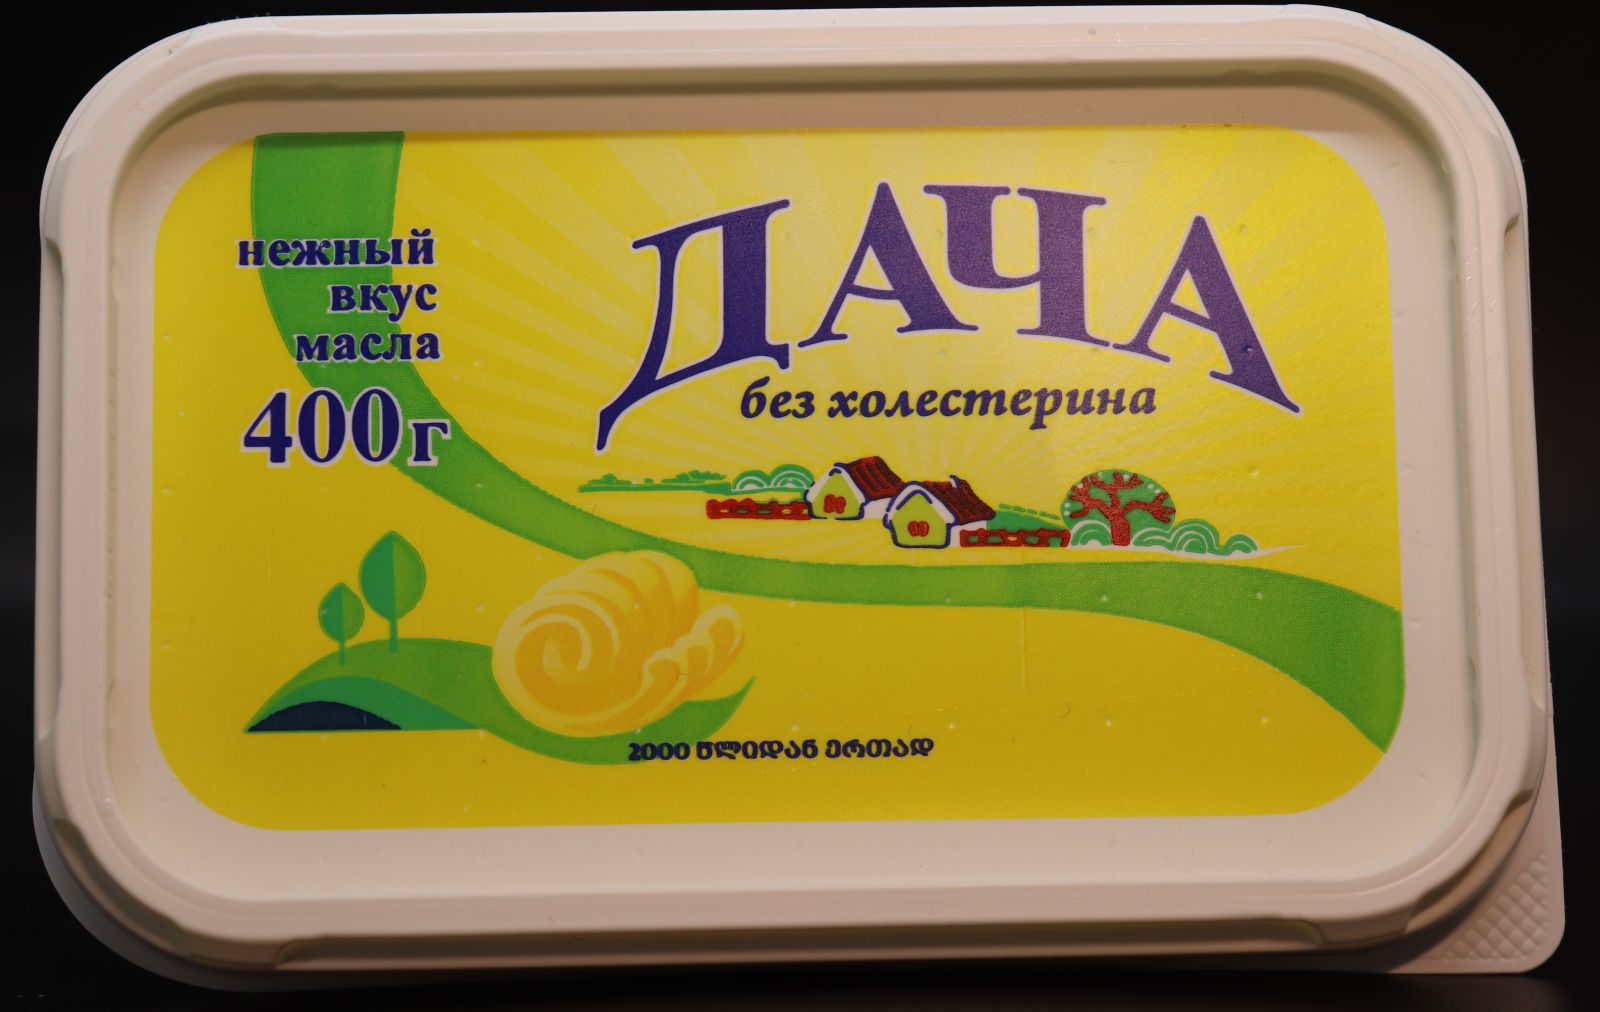 нежный
вкус
масла
400г
ДАЧА
без холестерина
2000 წლიდან ერთად